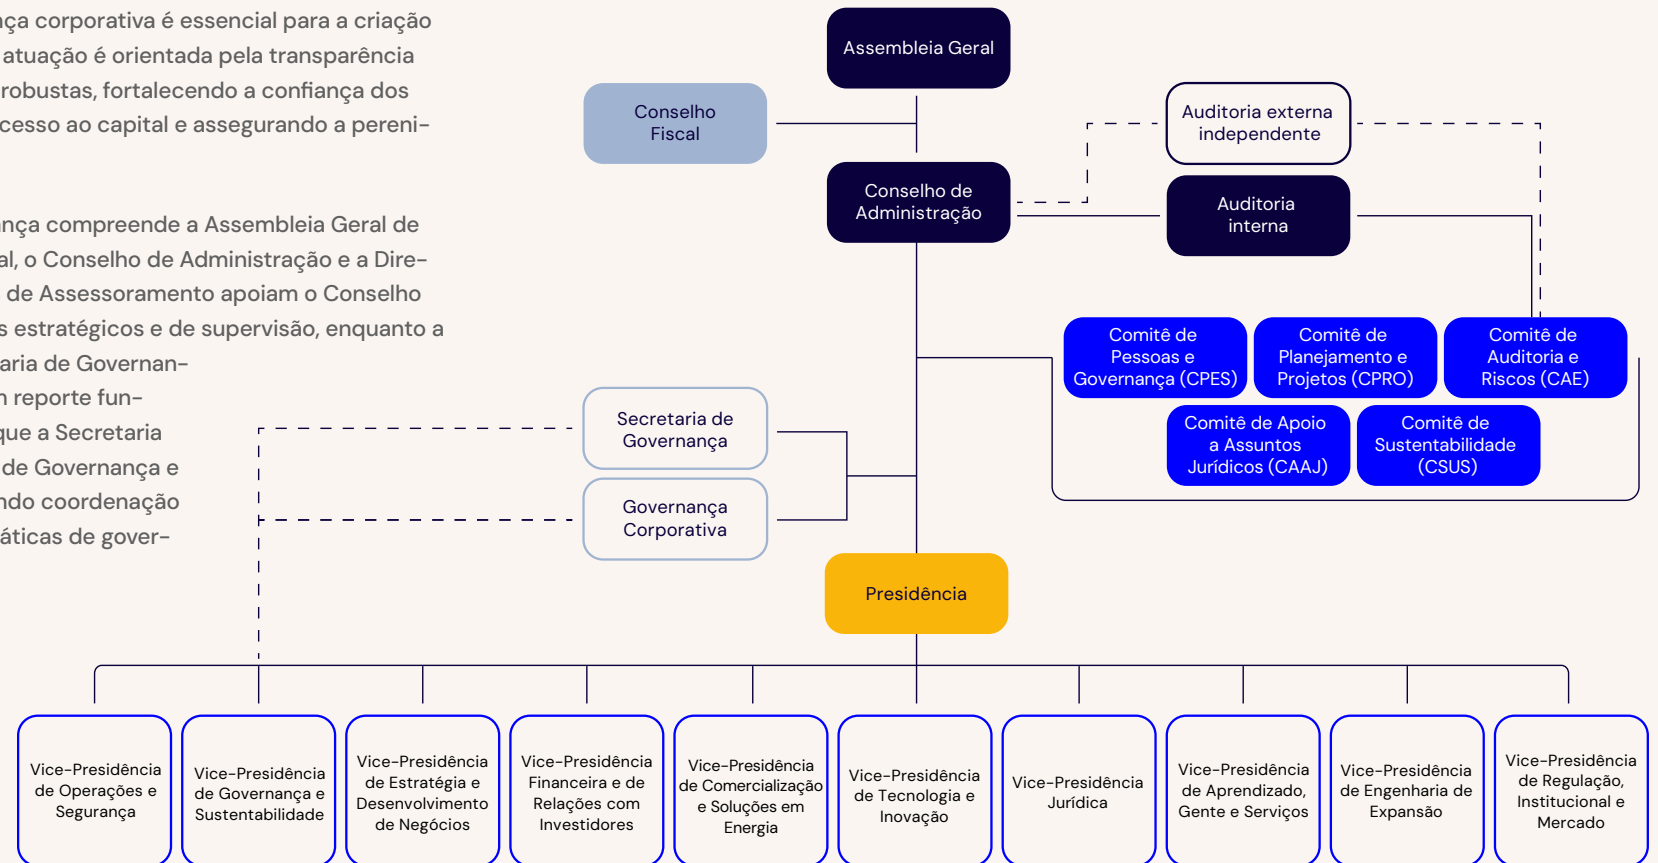 ça corporativa é essencial para a criação
atuação é orientada pela transparência
robustas, fortalecendo a confiança dos
cesso ao capital e assegurando a pereni-
nça compreende a Assembleia Geral de
al, o Conselho de Administração e a Dire-
de Assessoramento apoiam o Conselho
s estratégicos e de supervisão, enquanto a
aria de Governan-
reporte fun-
que a Secretaria
de Governança e
ndo coordenação
áticas de gover-
Assembleia Geral
Conselho
Fiscal
Auditoria externa
independente
Conselho de
Administração
Auditoria
interna
Comitê de
Pessoas e
Governança (CPES)
Comitê de
Planejamento e
Projetos (CPRO)
Comitê de
Auditoria e
Riscos (CAE)
Comitê de Apoio
a Assuntos
Jurídicos (CAAJ)
Comitê de
Sustentabilidade
(CSUS)
Secretaria de
Governança
Governança
Corporativa
Presidência
Vice-Presidência
de Operações e
Segurança
Vice-Presidência
de Governança e
Sustentabilidade
Vice-Presidência
de Estratégia e
Desenvolvimento
de Negócios
Vice-Presidência
Financeira e de
Relações com
Investidores
Vice-Presidência
de Comercialização
e Soluções em
Energia
Vice-Presidência
de Tecnologia e
Inovação
Vice-Presidência
Jurídica
Vice-Presidência
de Aprendizado,
Gente e Serviços
Vice-Presidência
de Engenharia de
Expansão
Vice-Presidência
de Regulação,
Institucional e
Mercado